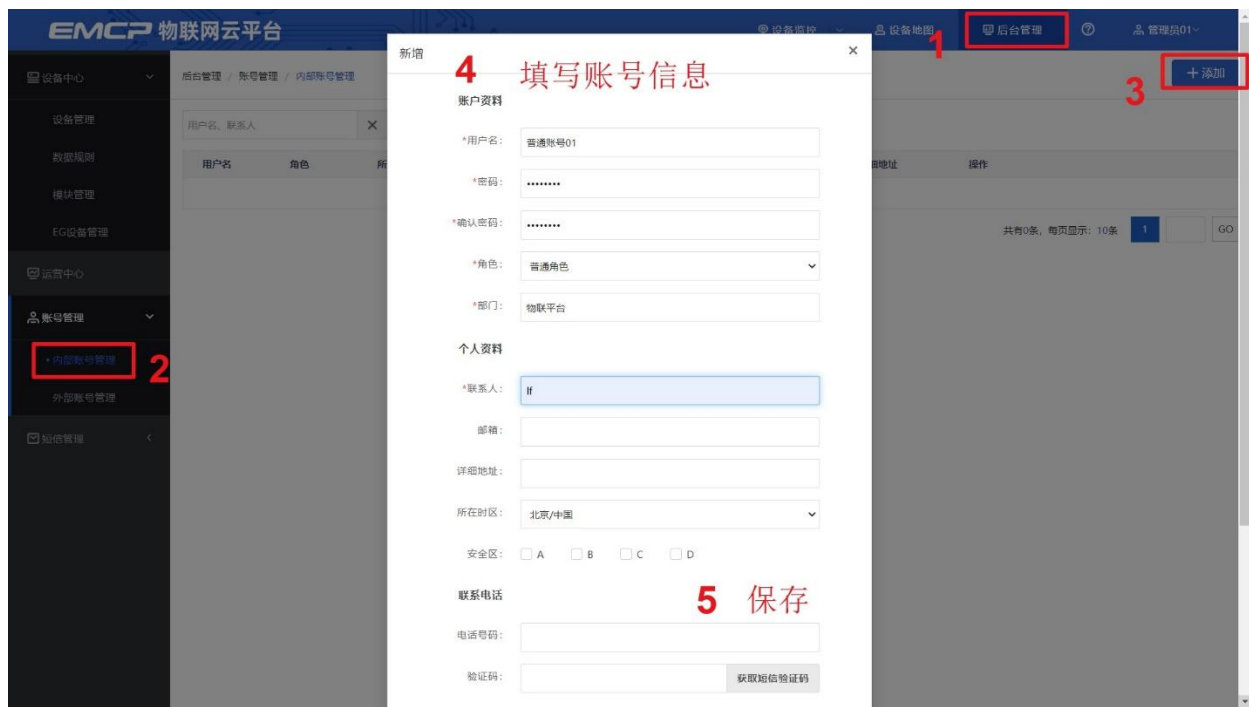 EMCP 物联网云平台
设备监控
设备地图
1
后台管理
管理员01
设备中心
设备管理
数据规则
模块管理
EG设备管理
运营中心
账号管理
内部账号管理
2
外部账号管理
短信管理
后台管理 / 账号管理 / 内部账号管理
3
添加
用户名、联系人
用户名
角色
所
细地址
操作
共有0条, 每页显示: 10条
1
GO
新增
4 填写账号信息
账户资料
*用户名: 普通账号01
*密码: ••••••••
*确认密码: ••••••••
*角色: 普通角色
*部门: 物联平台
个人资料
*联系人: lf
邮箱:
详细地址:
所在时区: 北京/中国
安全区: A B C D
联系电话
5 保存
电话号码:
验证码: 获取短信验证码